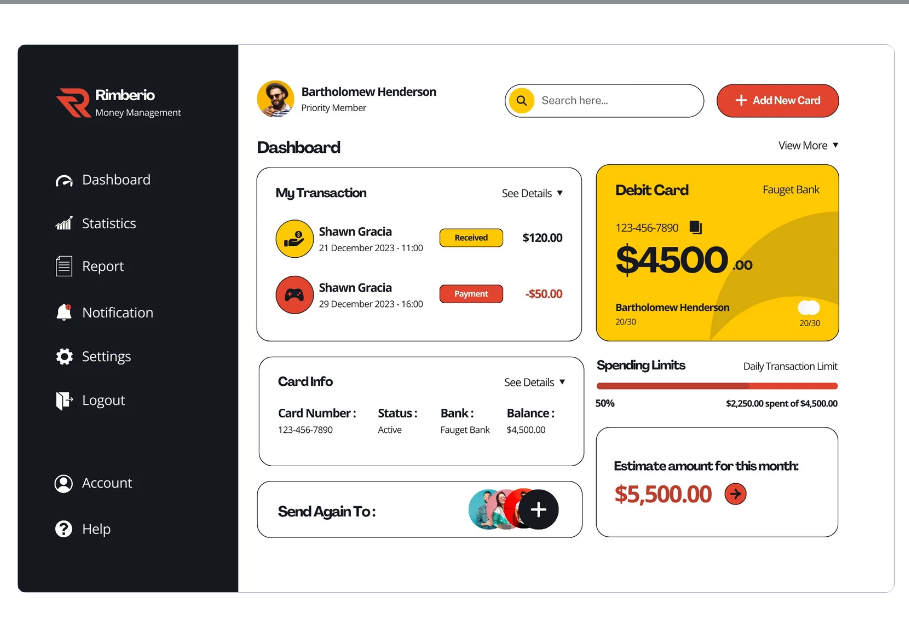 Rimberio
Money Management
Dashboard
Statistics
Report
Notification
Settings
Logout
Account
Help
Bartholomew Henderson
Priority Member
Search here...
+ Add New Card
Dashboard
View More ▼
My Transaction
See Details ▼
Shawn Gracia
21 December 2023 - 11:00
Received
$120.00
Shawn Gracia
29 December 2023 - 16:00
Payment
-$50.00
Debit Card
Fauget Bank
123-456-7890
$4500.00
Bartholomew Henderson
20/30
20/30
Card Info
See Details ▼
Card Number : Status : Bank : Balance :
123-456-7890 Active Fauget Bank $4,500.00
Spending Limits
Daily Transaction Limit
50%
$2,250.00 spent of $4,500.00
Send Again To :
Estimate amount for this month:
$5,500.00